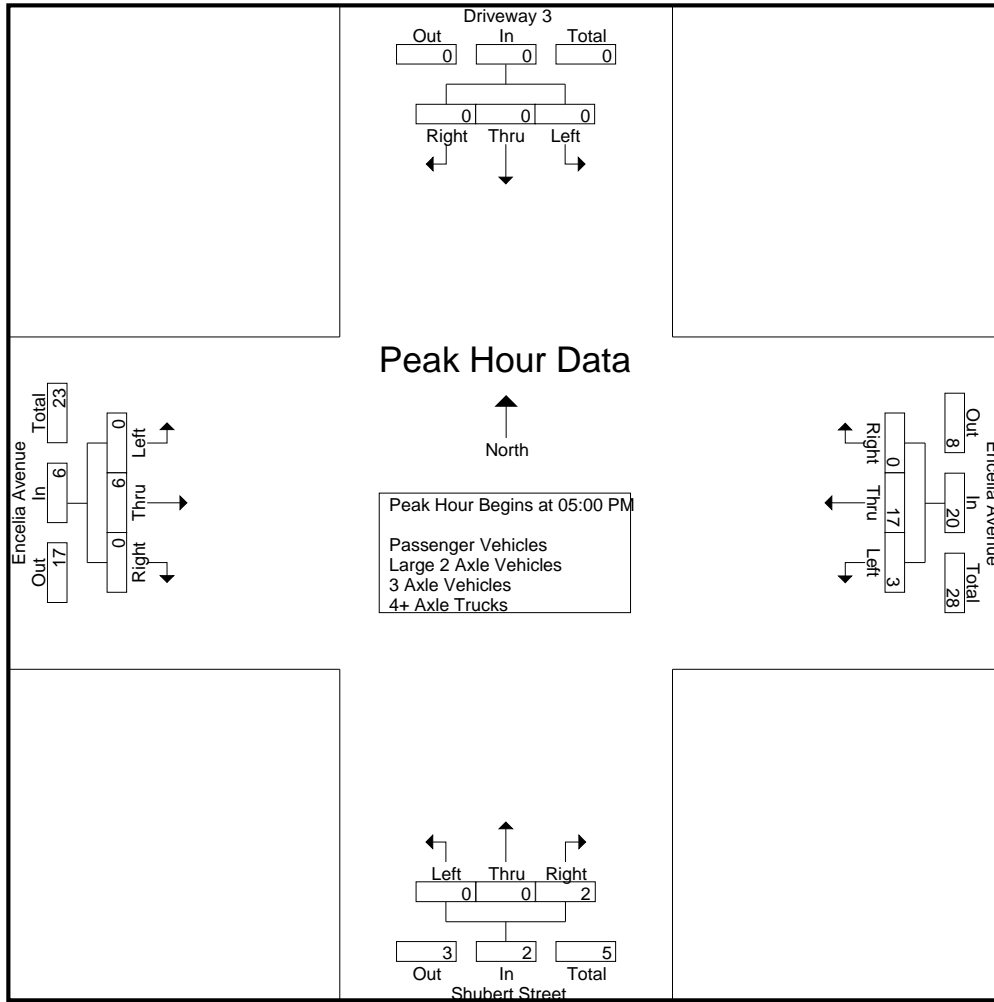 Driveway 3
Out In Total
0 0 0
0 0 0
Right Thru Left
Peak Hour Data
North
Peak Hour Begins at 05:00 PM
Passenger Vehicles
Large 2 Axle Vehicles
3 Axle Vehicles
4+ Axle Trucks
Encelia Avenue
Out In Total
17 6 23
0 6 0
Right Thru Left
Encelia Avenue
Out In Total
8 20 28
0 17 3
Right Thru Left
Left Thru Right
0 0 2
3 2 5
Out In Total
Shubert Street